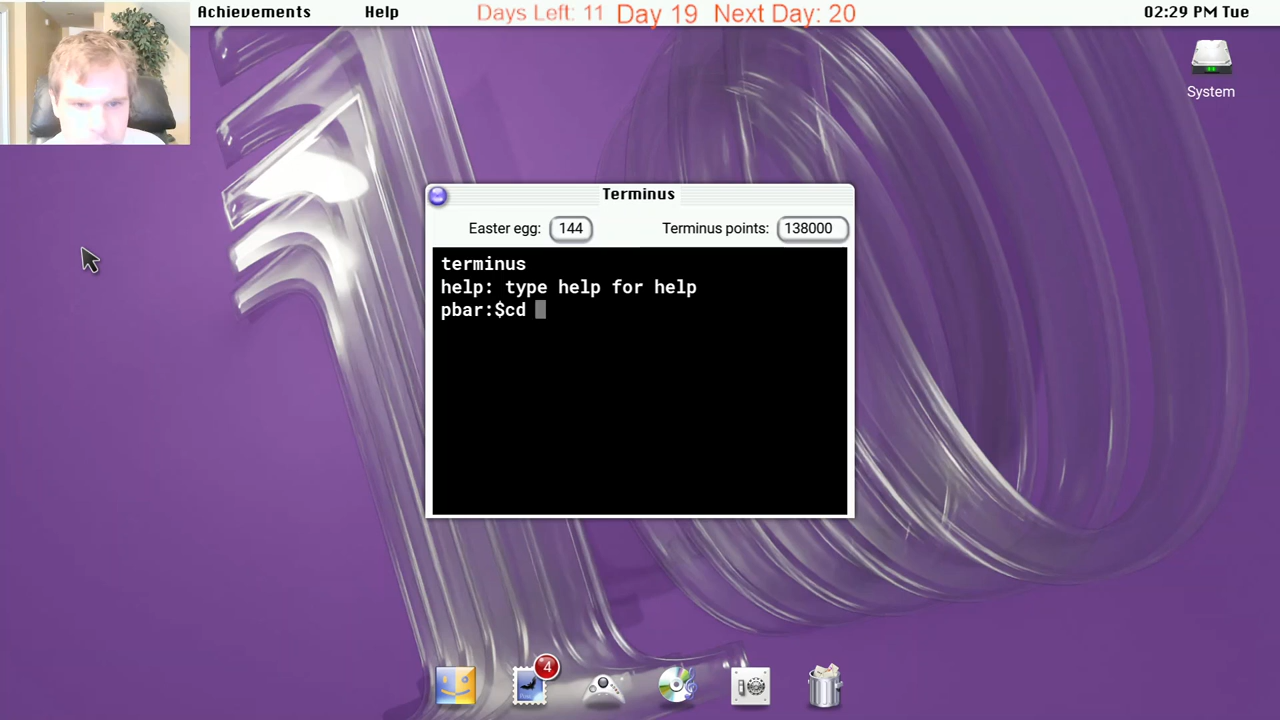 Achievements Help Days Left: 11 Day 19 Next Day: 20 02:29 PM Tue
System
Terminus
Easter egg: 144 Terminus points: 138000
terminus
help: type help for help
pbar:$cd
4